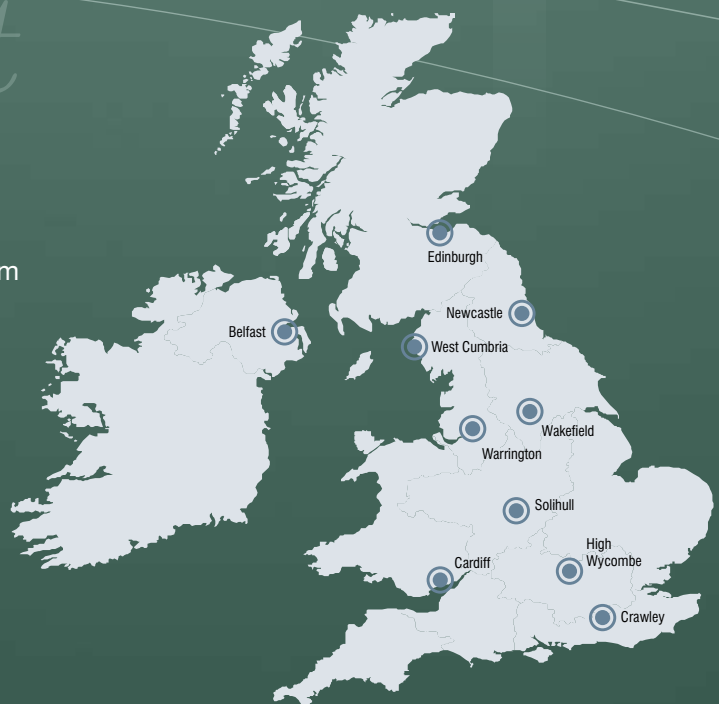 m
Edinburgh
Newcastle
Belfast
West Cumbria
Wakefield
Warrington
Solihull
High
Wycombe
Cardiff
Crawley